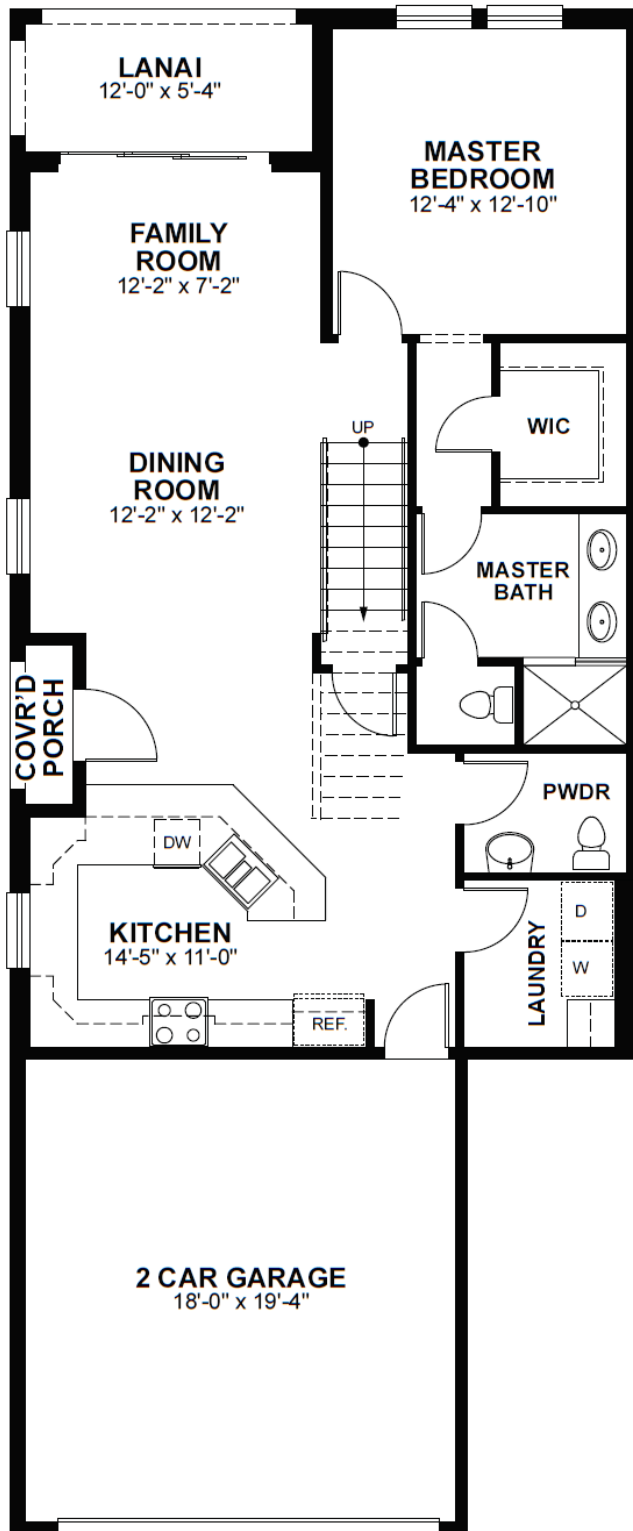 LANAI
12'-0" x 5'-4"
MASTER
BEDROOM
12'-4" x 12'-10"
FAMILY
ROOM
12'-2" x 7'-2"
UP
WIC
DINING
ROOM
12'-2" x 12'-2"
MASTER
BATH
COVR'D
PORCH
PWDR
DW
KITCHEN
14'-5" x 11'-0"
REF.
LAUNDRY
D
W
2 CAR GARAGE
18'-0" x 19'-4"